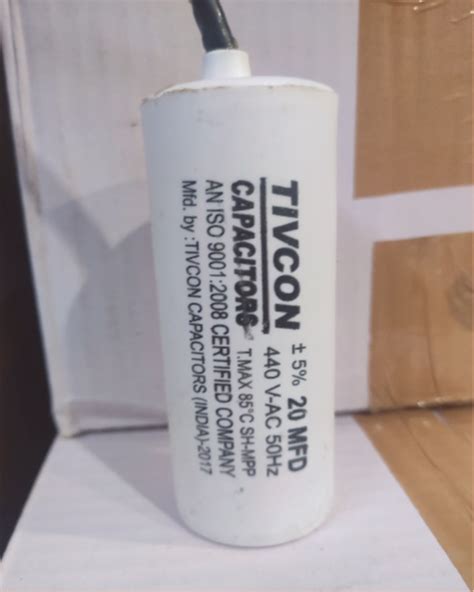 TIVCON ± 5% 20 MFD
CAPACITORS 440 V-AC 50Hz
T.MAX 85°C SH-MPP
AN ISO 9001:2008 CERTIFIED COMPANY
Mfd. by :TIVCON CAPACITORS (INDIA)-2017